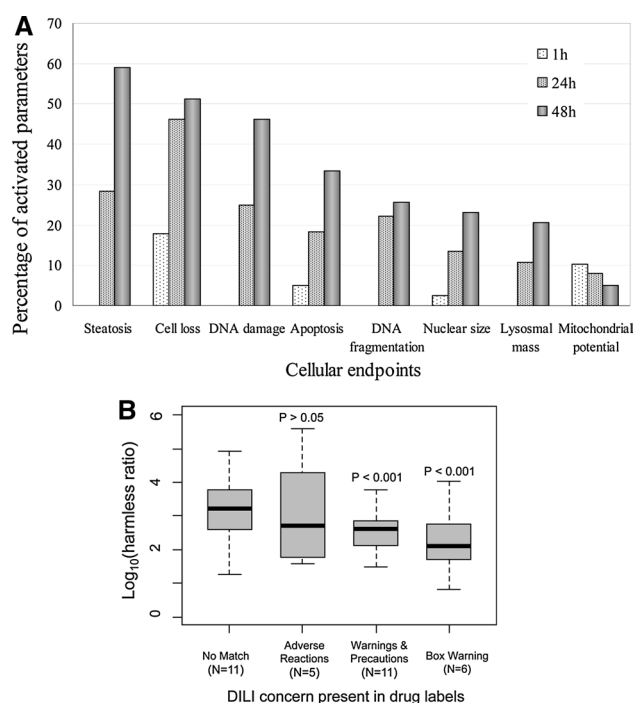 A
Percentage of activated parameters
70
60
50
40
30
20
10
0
1h
24h
48h
Steatosis
Cell loss
DNA damage
Apoptosis
DNA
fragmentation
Nuclear size
Lysosmal
mass
Mitochondrial
potential
Cellular endpoints
B
Log10(harmless ratio)
6
4
2
0
P > 0.05
P < 0.001
P < 0.001
No Match
(N=11)
Adverse
Reactions
(N=5)
Warnings &
Precautions
(N=11)
Box Warning
(N=6)
DILI concern present in drug labels